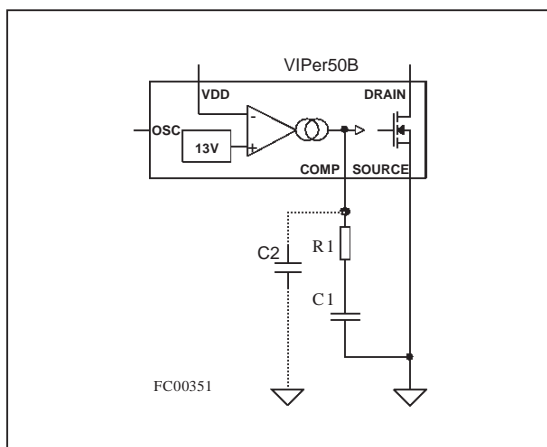 VIPer50B
VDD
DRAIN
-
OSC
13V
+
COMP SOURCE
C2
R1
C1
FC00351